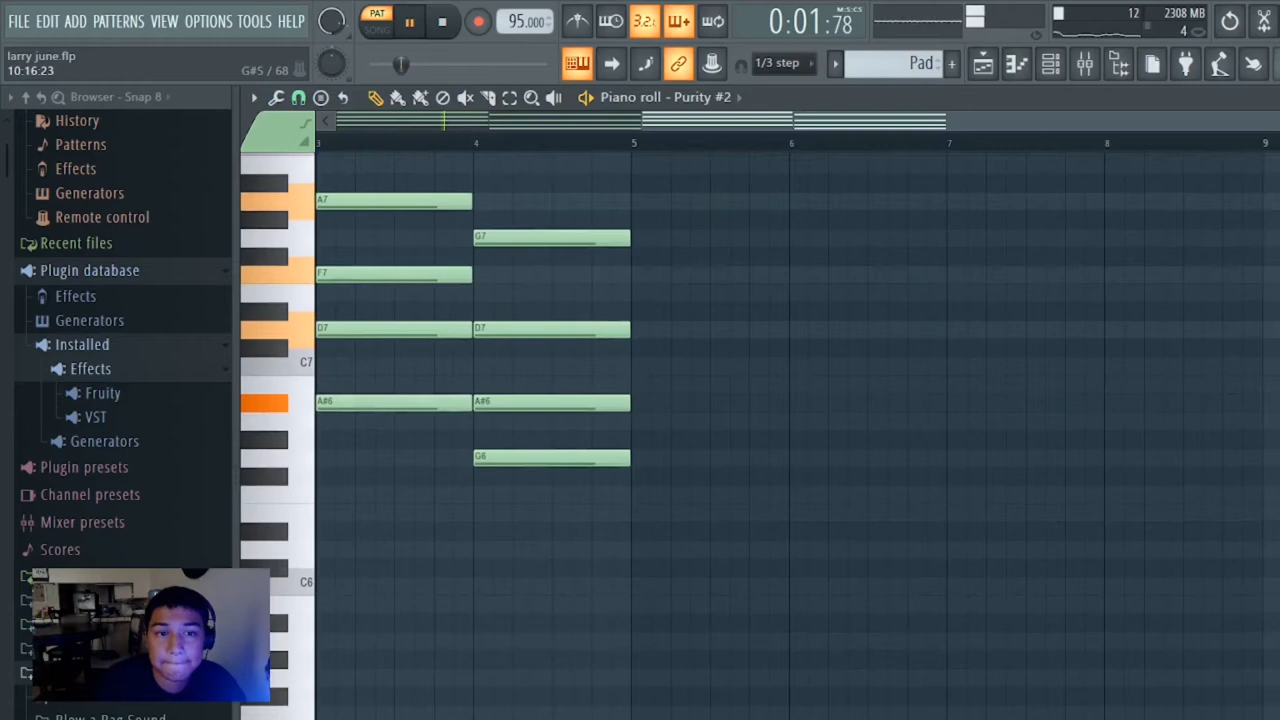 FILE EDIT ADD PATTERNS VIEW OPTIONS TOOLS HELP
PAT
SONG
95.000
3.2.
0:01:78
M:S:CS
12
2308 MB
4
larry june.flp
10:16:23
G#5 / 68
1/3 step
Pad
Browser - Snap 8
Piano roll - Purity #2
History
Patterns
Effects
Generators
Remote control
Recent files
Plugin database
Effects
Generators
Installed
Effects
Fruity
VST
Generators
Plugin presets
Channel presets
Mixer presets
Scores
3 4 5 6 7 8 9
A7
G7
F7
D7 D7
C7
A#6 A#6
G6
C6